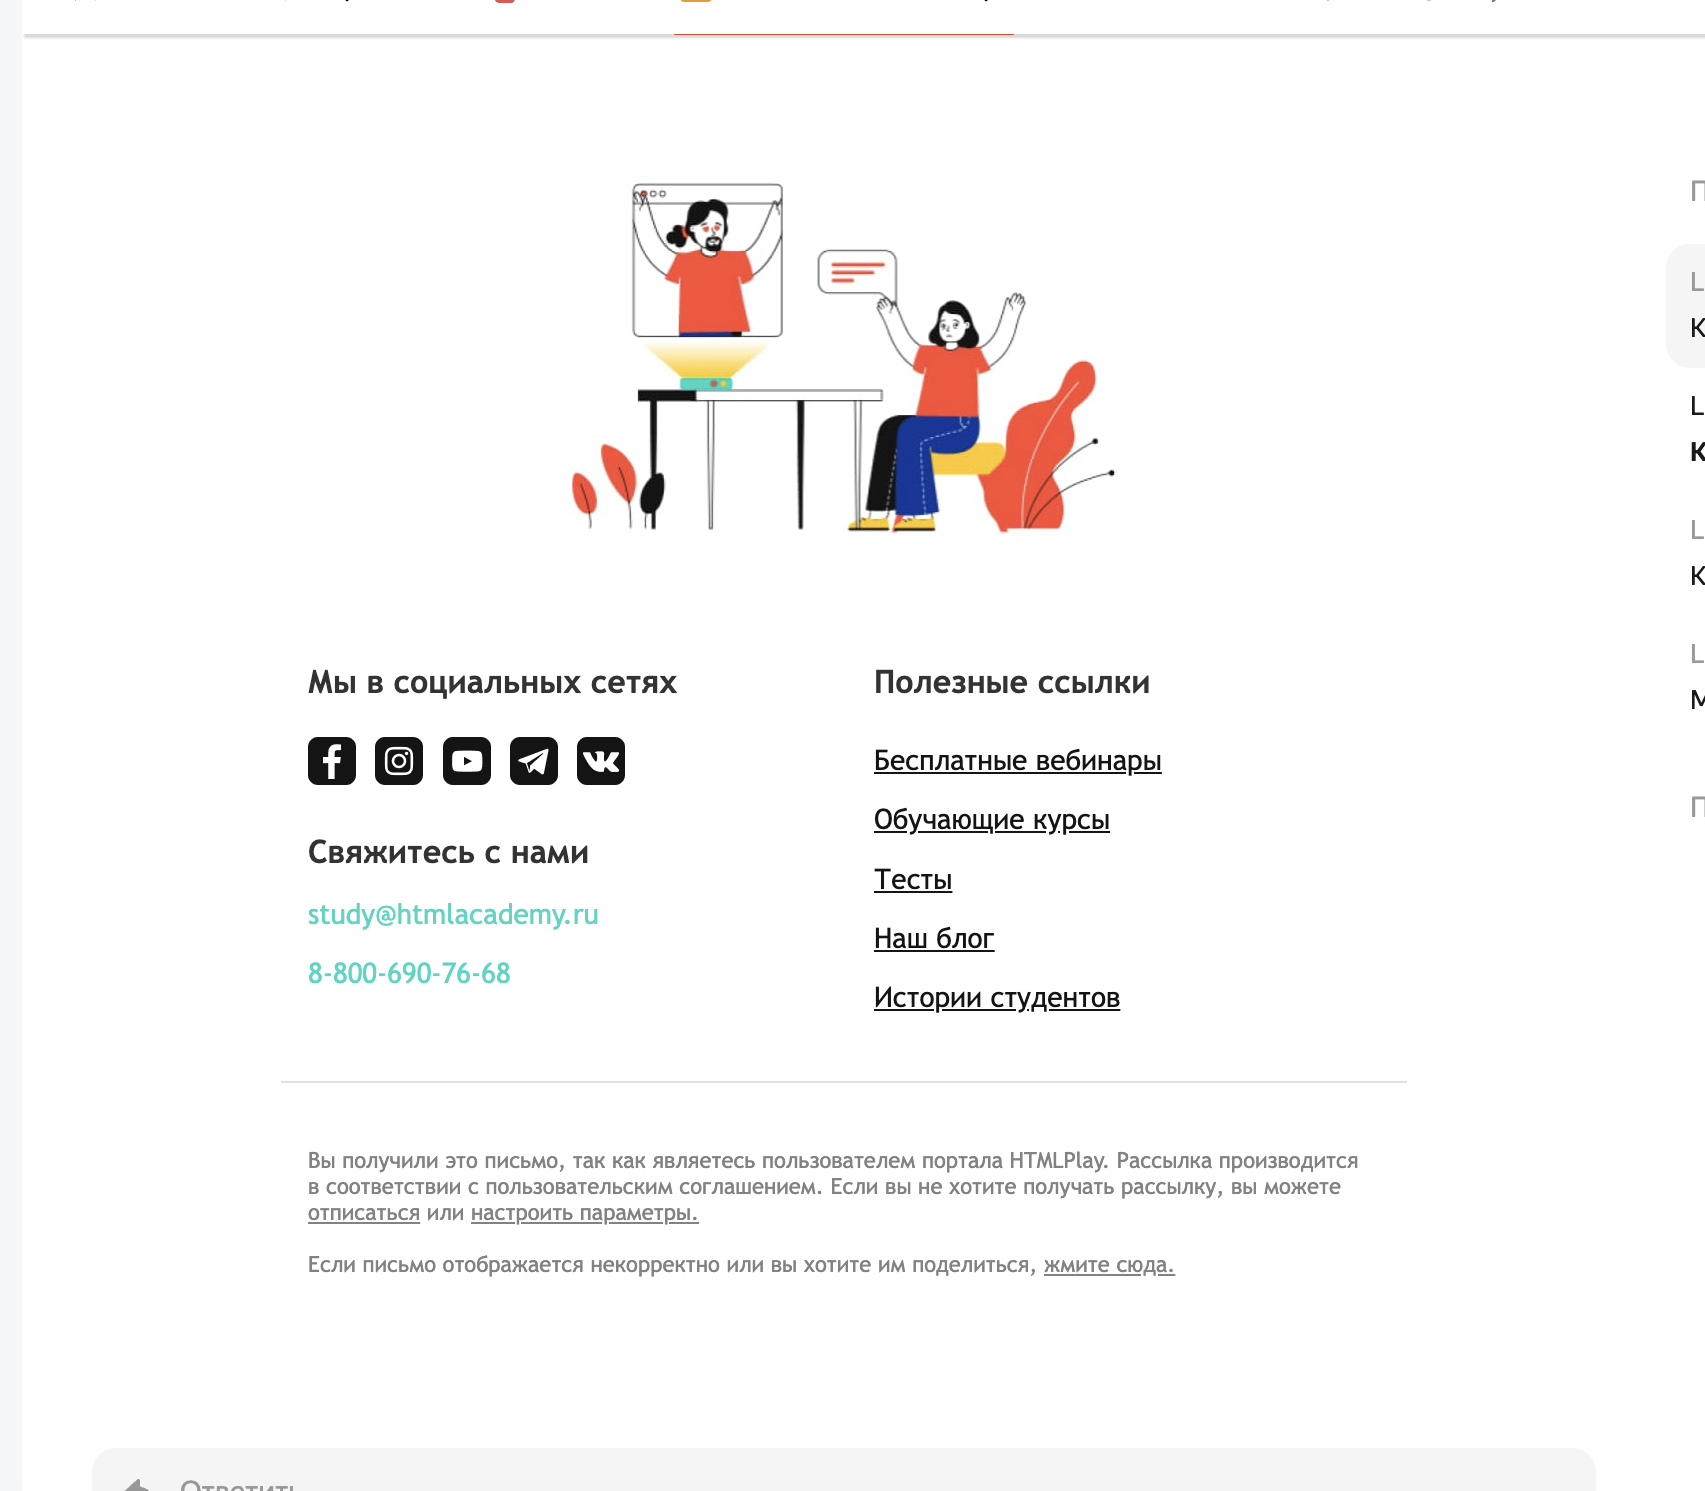 Мы в социальных сетях
Свяжитесь с нами
study@htmlacademy.ru
8-800-690-76-68
Полезные ссылки
Бесплатные вебинары
Обучающие курсы
Тесты
Наш блог
Истории студентов
Вы получили это письмо, так как являетесь пользователем портала HTMLPlay. Рассылка производится
в соответствии с пользовательским соглашением. Если вы не хотите получать рассылку, вы можете
отписаться или настроить параметры.
Если письмо отображается некорректно или вы хотите им поделиться, жмите сюда.
Ответить